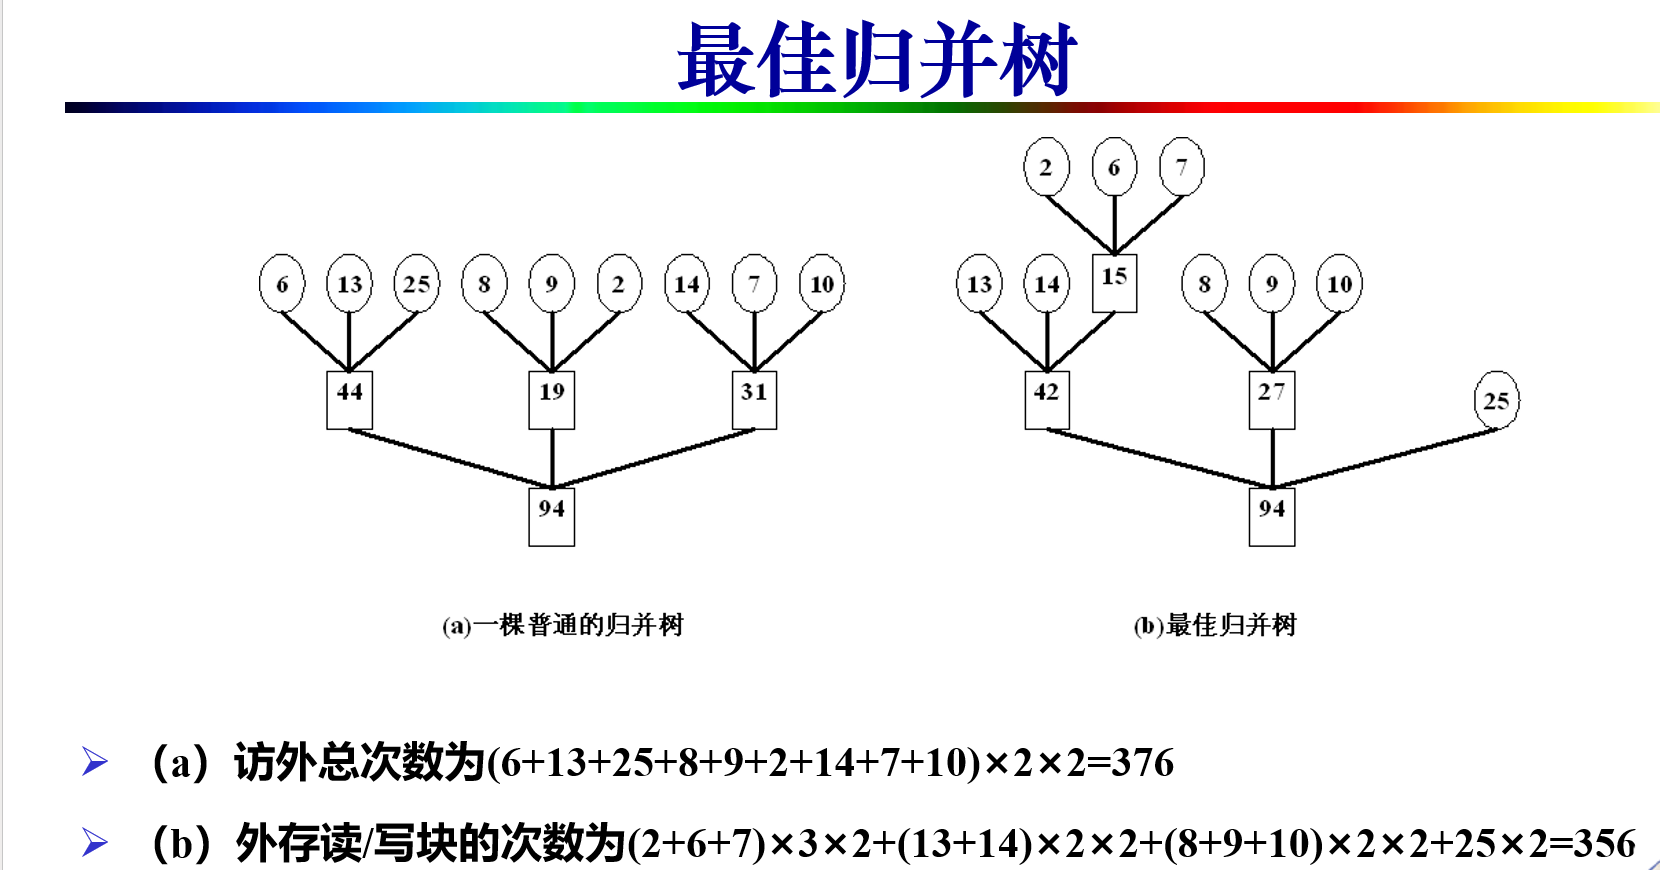 最佳归并树
2 6 7
6 13 25 8 9 2 14 7 10 13 14 15 8 9 10
44 19 31 42 27 25
94 94
(a)一棵普通的归并树 (b)最佳归并树
（a）访外总次数为(6+13+25+8+9+2+14+7+10)×2×2=376
（b）外存读/写块的次数为(2+6+7)×3×2+(13+14)×2×2+(8+9+10)×2×2+25×2=356